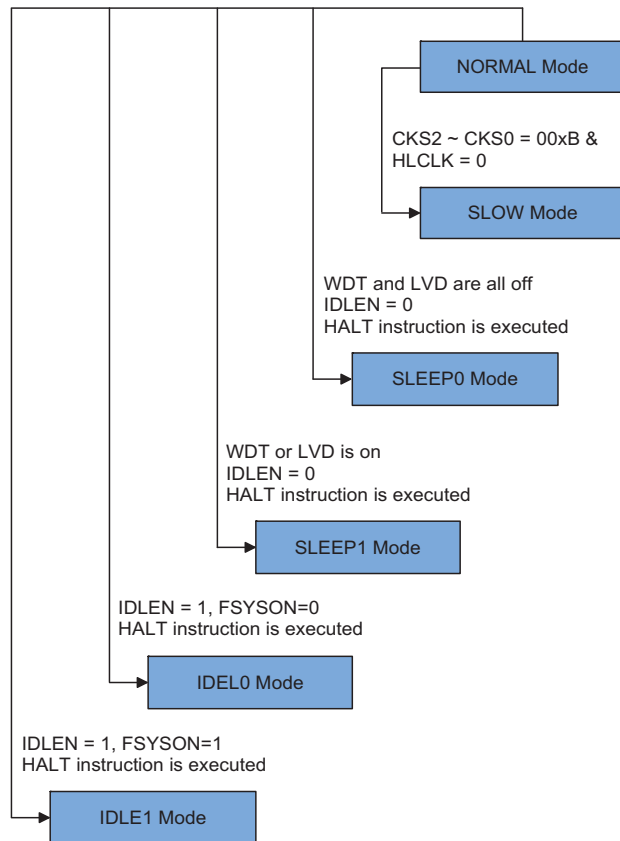 NORMAL Mode
CKS2 ~ CKS0 = 00xB &
HLCLK = 0
SLOW Mode
WDT and LVD are all off
IDLEN = 0
HALT instruction is executed
SLEEP0 Mode
WDT or LVD is on
IDLEN = 0
HALT instruction is executed
SLEEP1 Mode
IDLEN = 1, FSYSON=0
HALT instruction is executed
IDEL0 Mode
IDLEN = 1, FSYSON=1
HALT instruction is executed
IDLE1 Mode